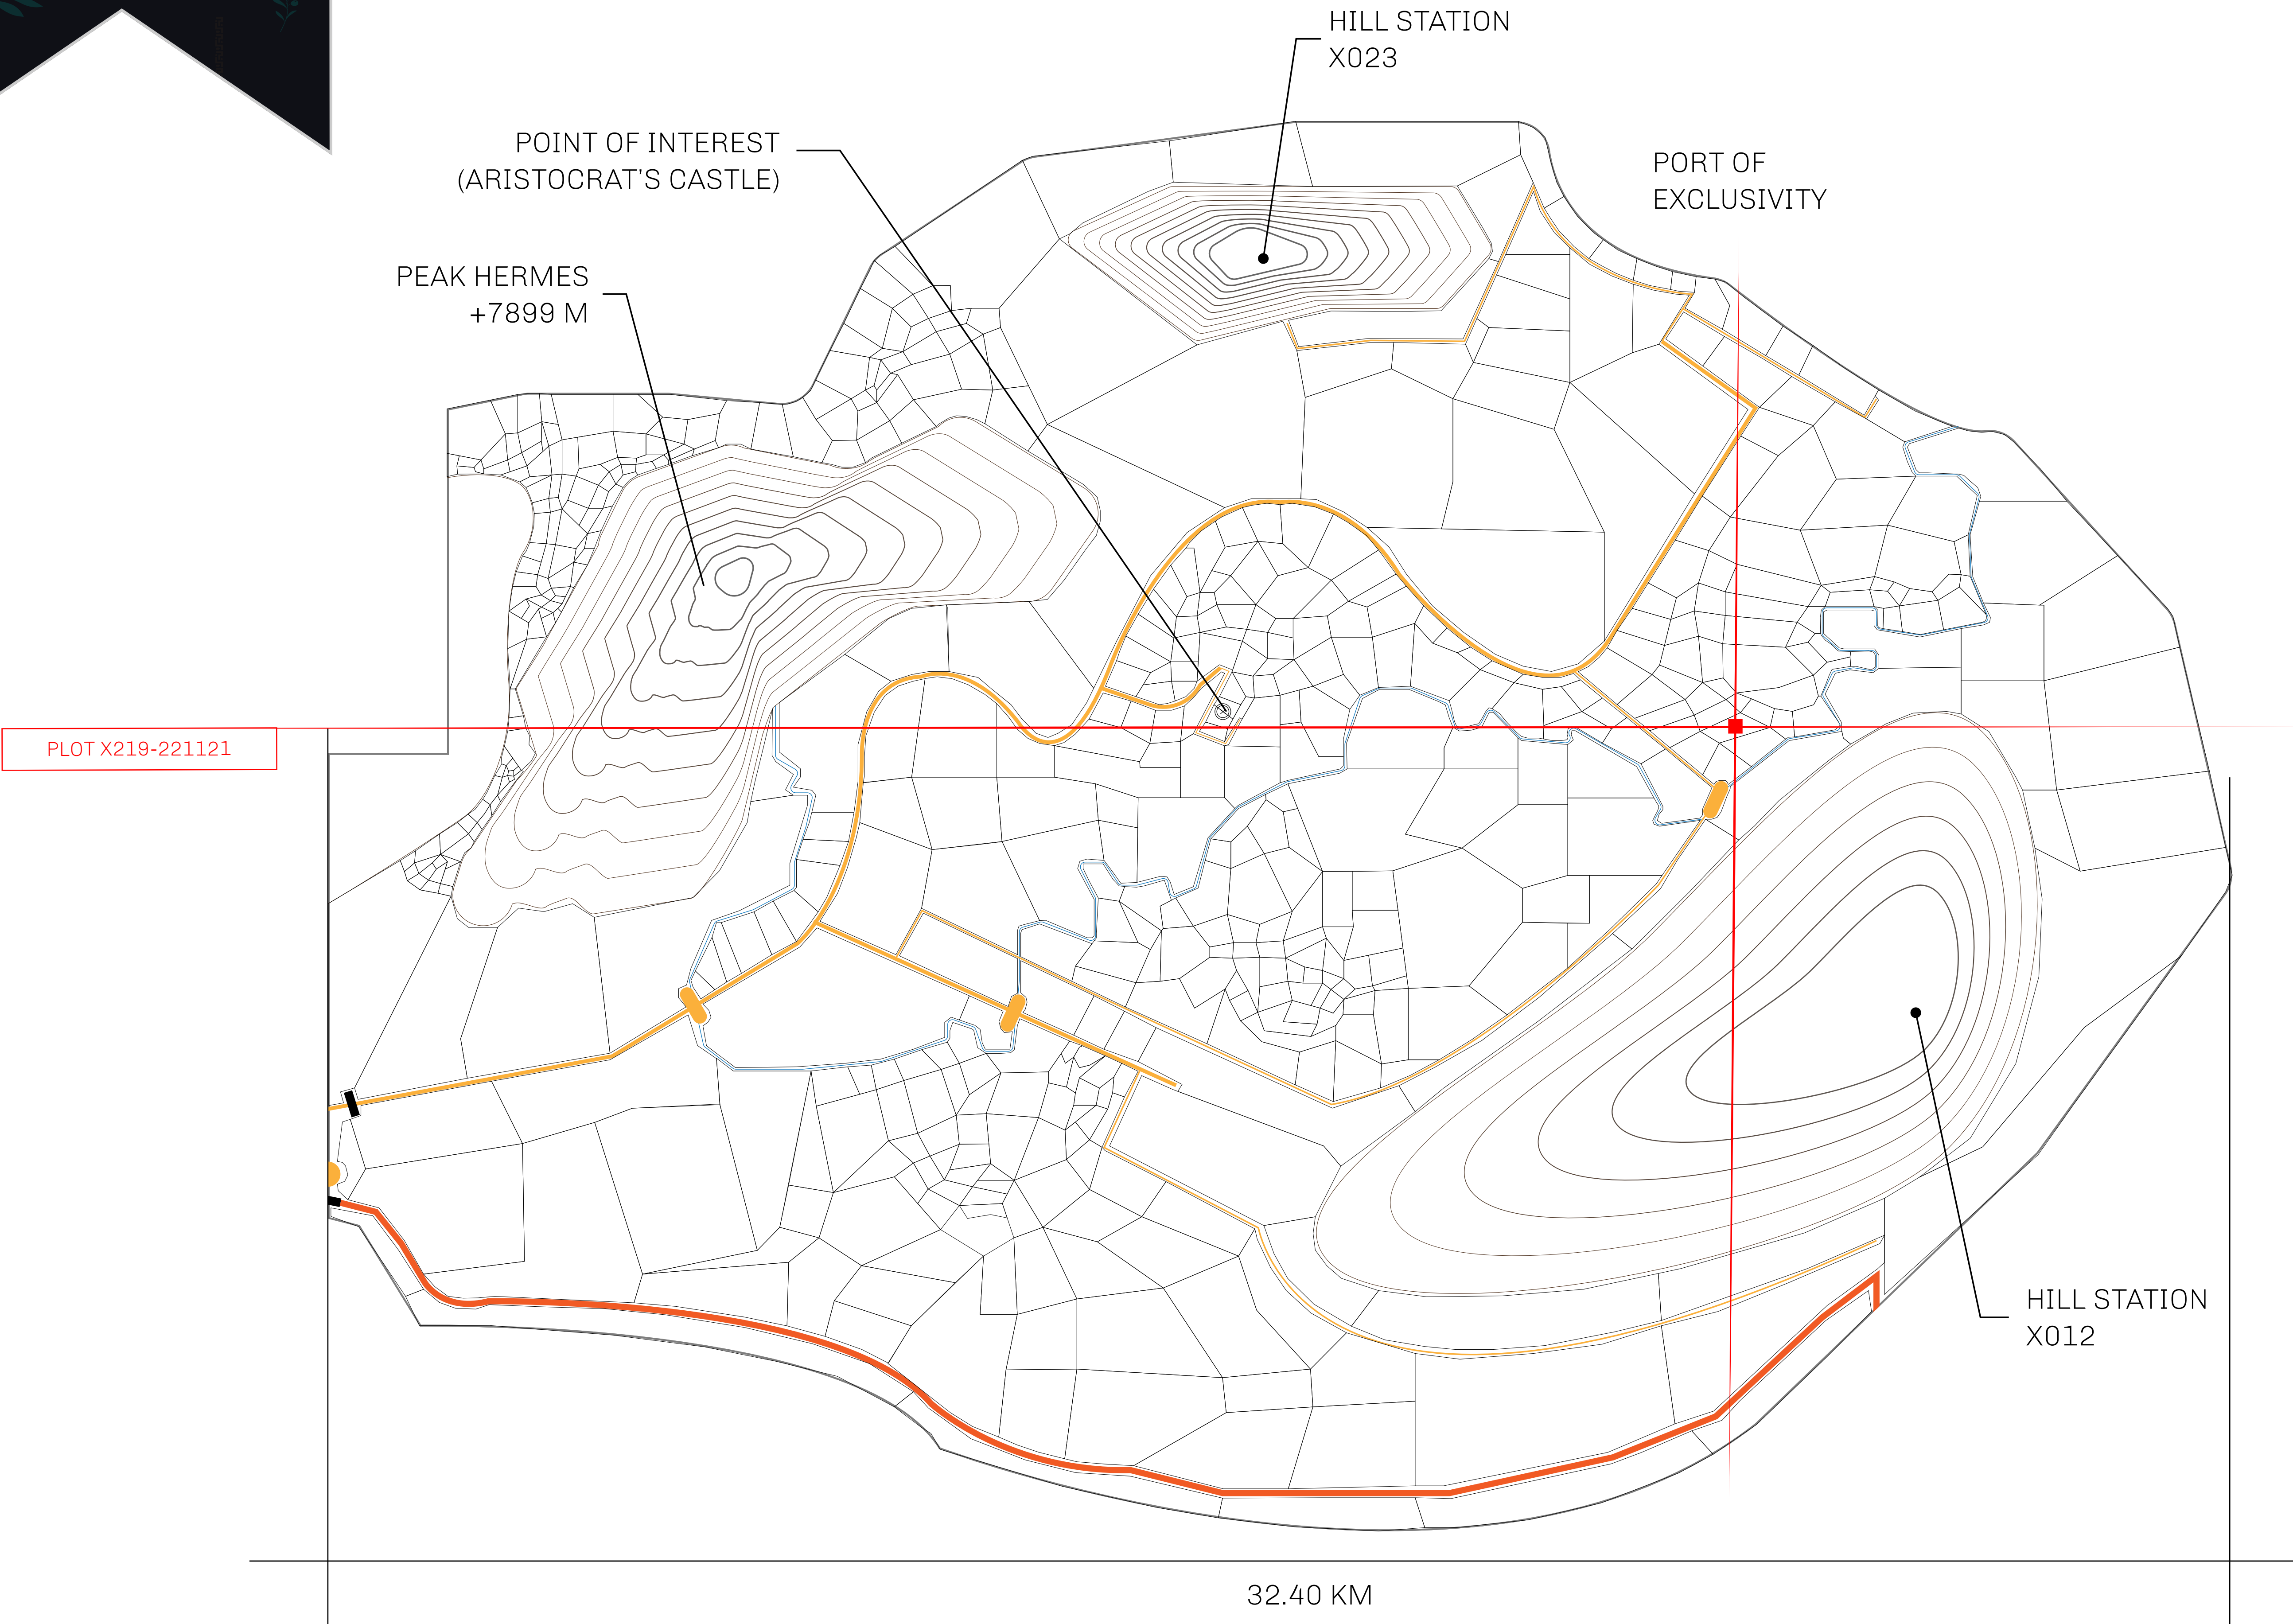 HILL STATION
X023
POINT OF INTEREST
(ARISTOCRAT'S CASTLE)
PORT OF
EXCLUSIVITY
PEAK HERMES
+7899 M
PLOT X219-221121
HILL STATION
X012
32.40 KM